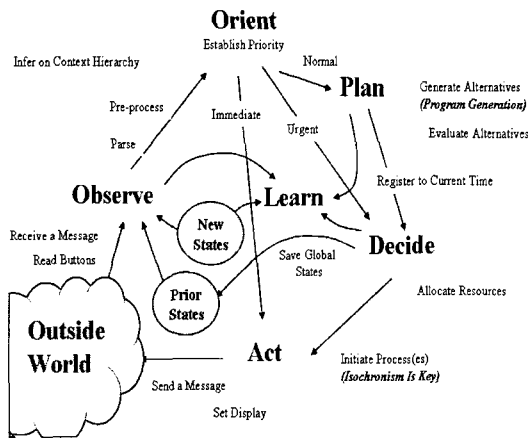 Orient
Establish Priority
Infer on Context Hierarchy
Normal
Plan
Generate Alternatives
(Program Generation)
Pre-process
Immediate
Urgent
Evaluate Alternatives
Parse
Observe
Learn
Register to Current Time
New
States
Receive a Message
Read Buttons
Save Global
States
Decide
Prior
States
Allocate Resources
Outside
World
Act
Initiate Process(es)
(Isochronism Is Key)
Send a Message
Set Display